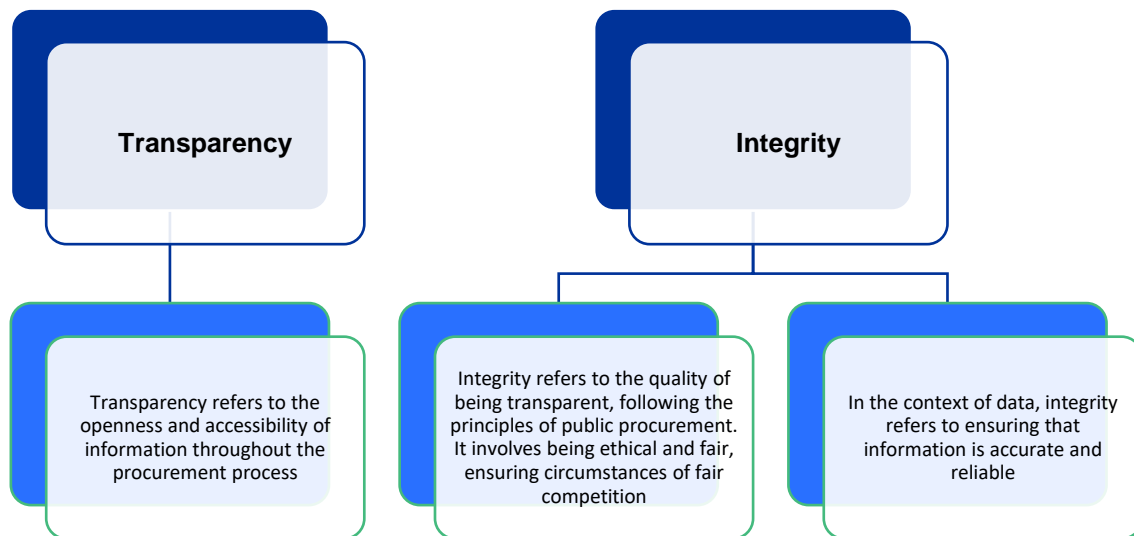 Transparency
Integrity
Transparency refers to the
openness and accessibility of
information throughout the
procurement process
Integrity refers to the quality of
being transparent, following the
principles of public procurement.
It involves being ethical and fair,
ensuring circumstances of fair
competition
In the context of data, integrity
refers to ensuring that
information is accurate and
reliable